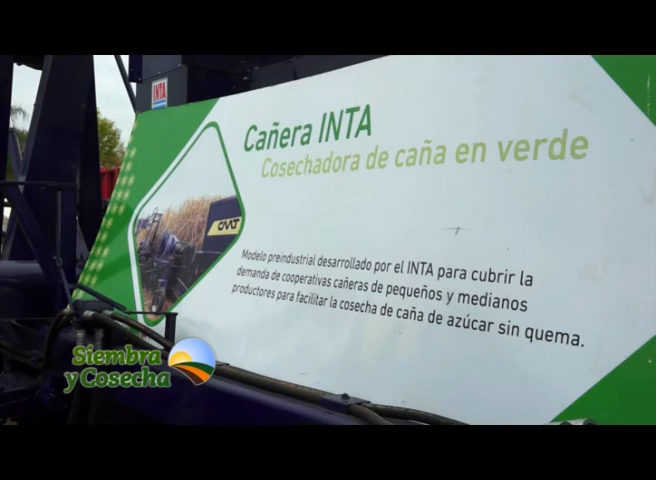 INTA
Cañera INTA
Cosechadora de caña en verde
Modelo preindustrial desarrollado por el INTA para cubrir la
demanda de cooperativas cañeras de pequeños y medianos
productores para facilitar la cosecha de caña de azúcar sin quema.
Siembra
y Cosecha